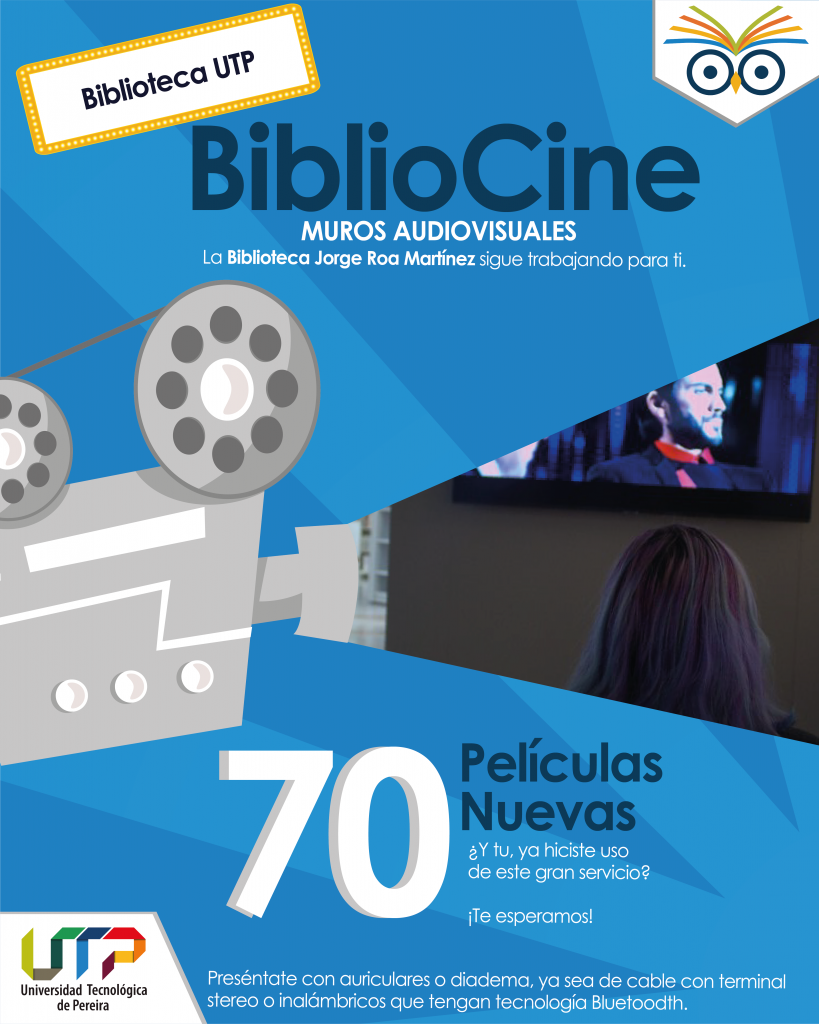 Biblioteca UTP
BiblioCine
MUROS AUDIOVISUALES
La Biblioteca Jorge Roa Martínez sigue trabajando para ti.
70
Películas
Nuevas
¿Y tu, ya hiciste uso
de este gran servicio?
¡Te esperamos!
UTP
Universidad Tecnológica
de Pereira
Preséntate con auriculares o diadema, ya sea de cable con terminal
stereo o inalámbricos que tengan tecnología Bluetoodth.